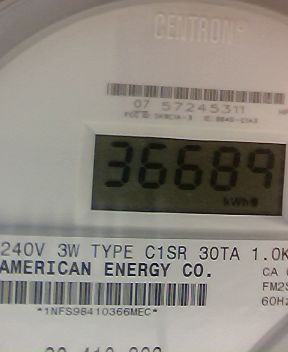 CENTRON®
07 57245311
36689
kWh
240V 3W TYPE C1SR 30TA 1.0K
AMERICAN ENERGY CO.
CA
FM2S
60Hz
*1NFS98410366MEC*